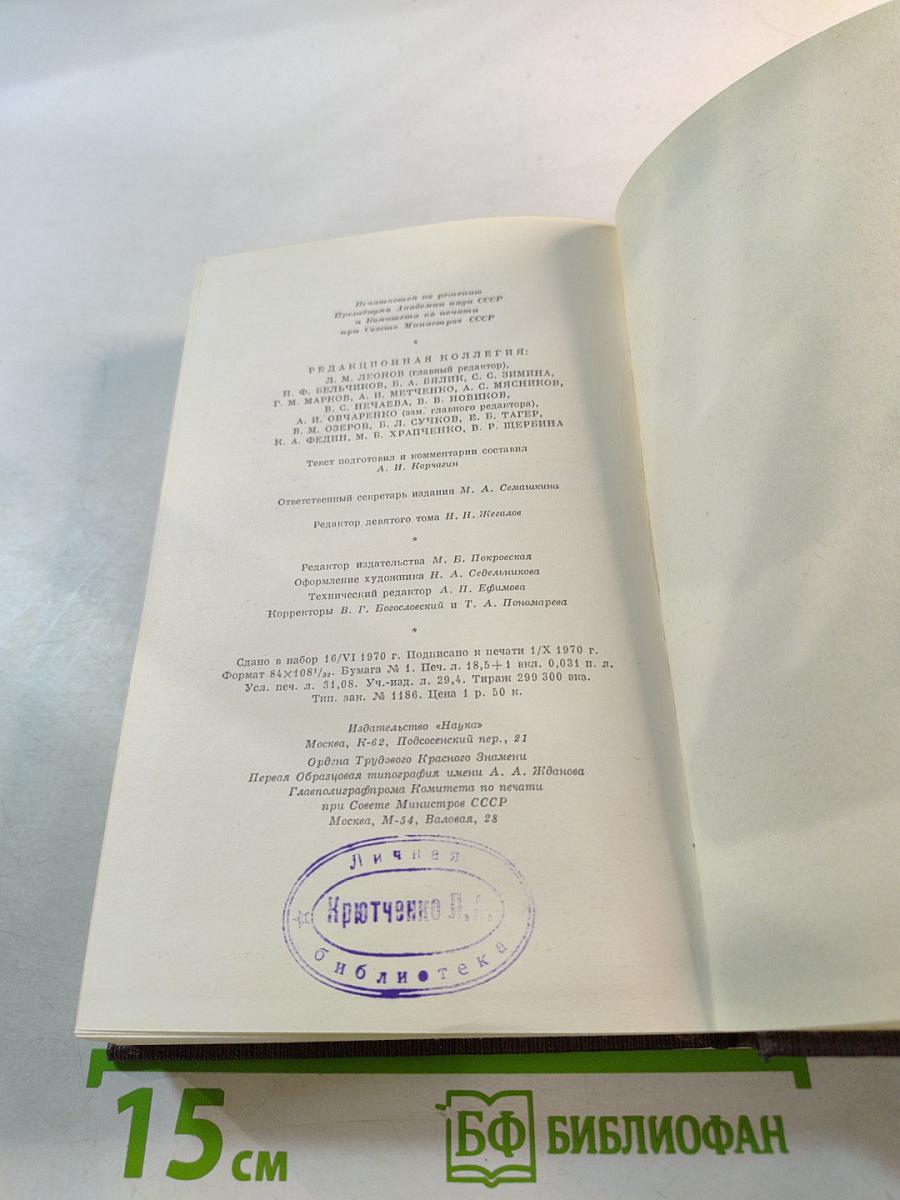 Печатается по решению
Президиума Академии наук СССР
и Комитета по печати
при Совете Министров СССР
*
РЕДАКЦИОННАЯ КОЛЛЕГИЯ:
Л. М. ЛЕОНОВ (главный редактор),
Н. Ф. БЕЛЬЧИКОВ, Б. А. БЯЛИК, С. С. ЗИМИНА,
Г. М. МАРКОВ, А. И. МЕТЧЕНКО, А. С. МЯСНИКОВ,
В. С. НЕЧАЕВА, В. В. НОВИКОВ,
А. И. ОВЧАРЕНКО (зам. главного редактора),
В. М. ОЗЕРОВ, Б. Л. СУЧКОВ, Е. Б. ТАГЕР,
К. А. ФЕДИН, М. Б. ХРАПЧЕНКО, В. Р. ЩЕРБИНА
Текст подготовил и комментарии составил
А. И. Корчагин
Ответственный секретарь издания М. А. Семашкинь
Редактор девятого тома Н. Н. Жегалов
*
Редактор издательства М. Б. Покровская
Оформление художника Н. А. Седельникова
Технический редактор А. П. Ефимова
Корректоры В. Г. Богословский и Т. А. Пономарева
*
Сдано в набор 16/VI 1970 г. Подписано к печати 1/X 1970 г.
Формат 84×108¹/₃₂. Бумага № 1. Печ. л. 18,5+1 вкл. 0,031 п. л.
Усл. печ. л. 31,08. Уч.-изд. л. 29,4. Тираж 299 300 экз.
Тип. зак. № 1186. Цена 1 р. 50 к.
Издательство «Наука»
Москва, К-62, Подсосенский пер., 21
Ордена Трудового Красного Знамени
Первая Образцовая типография имени А. А. Жданова
Главполиграфпрома Комитета по печати
при Совете Министров СССР
Москва, М-54, Валовая, 28
Личная
Крютченко Л.А.
библиотека
15 см
БФ БИБЛИОФАН